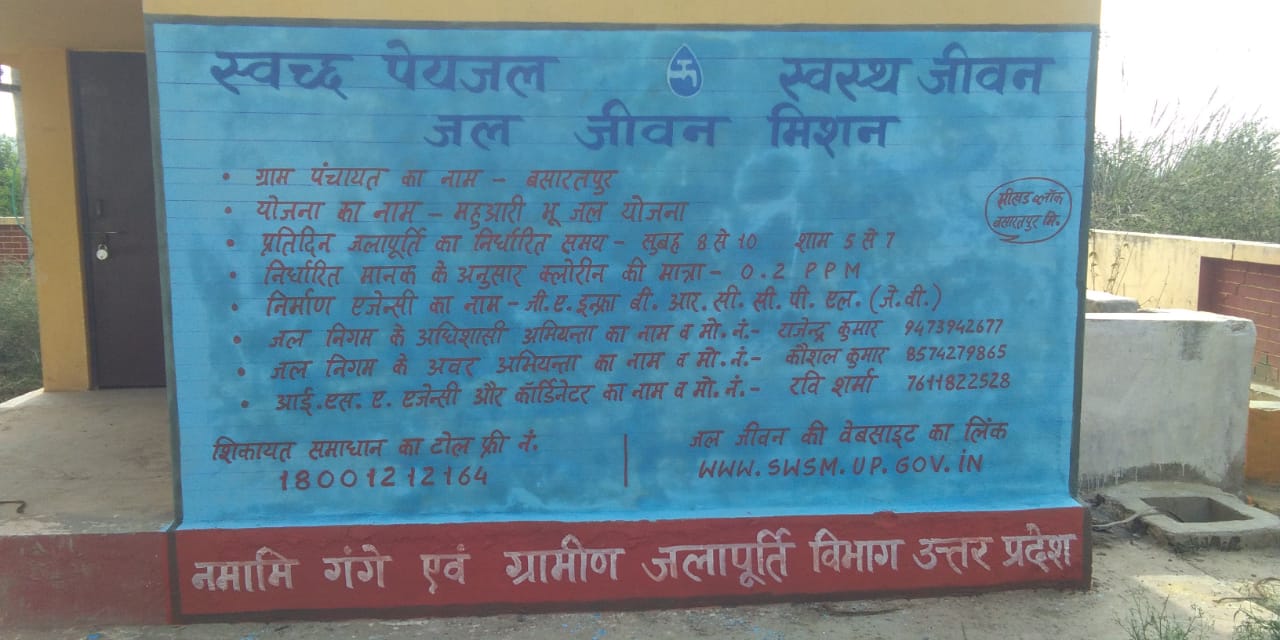 स्वच्छ पेयजल स्वस्थ जीवन
जल जीवन मिशन
• ग्राम पंचायत का नाम - बसारतपुर
• योजना का नाम - महुआरी भू जल योजना
• प्रतिदिन जलापूर्ति का निर्धारित समय - सुबह 8 से 10 शाम 5 से 7
• निर्धारित मानक के अनुसार क्लोरीन की मात्रा - 0.2 PPM
• निर्माण एजेन्सी का नाम - जी.ए.इन्फ्रा बी.आर.सी.सी.पी.एल.(जे.वी.)
• जल निगम के अधिशासी अभियन्ता का नाम व मो.नं.- राजेन्द्र कुमार 9473942677
• जल निगम के अवर अभियन्ता का नाम व मो.नं.- कौशल कुमार 8574279865
• आई.एस.ए. एजेन्सी और कॉर्डिनेटर का नाम व मो.नं.- रवि शर्मा 7611822528
ब्लॉक
बसारतपुर मि.
शिकायत समाधान का टोल फ्री नं.
18001212164
जल जीवन की वेबसाइट का लिंक
WWW.SWSM.UP.GOV.iN
नमामि गंगे एवं ग्रामीण जलापूर्ति विभाग उत्तर प्रदेश